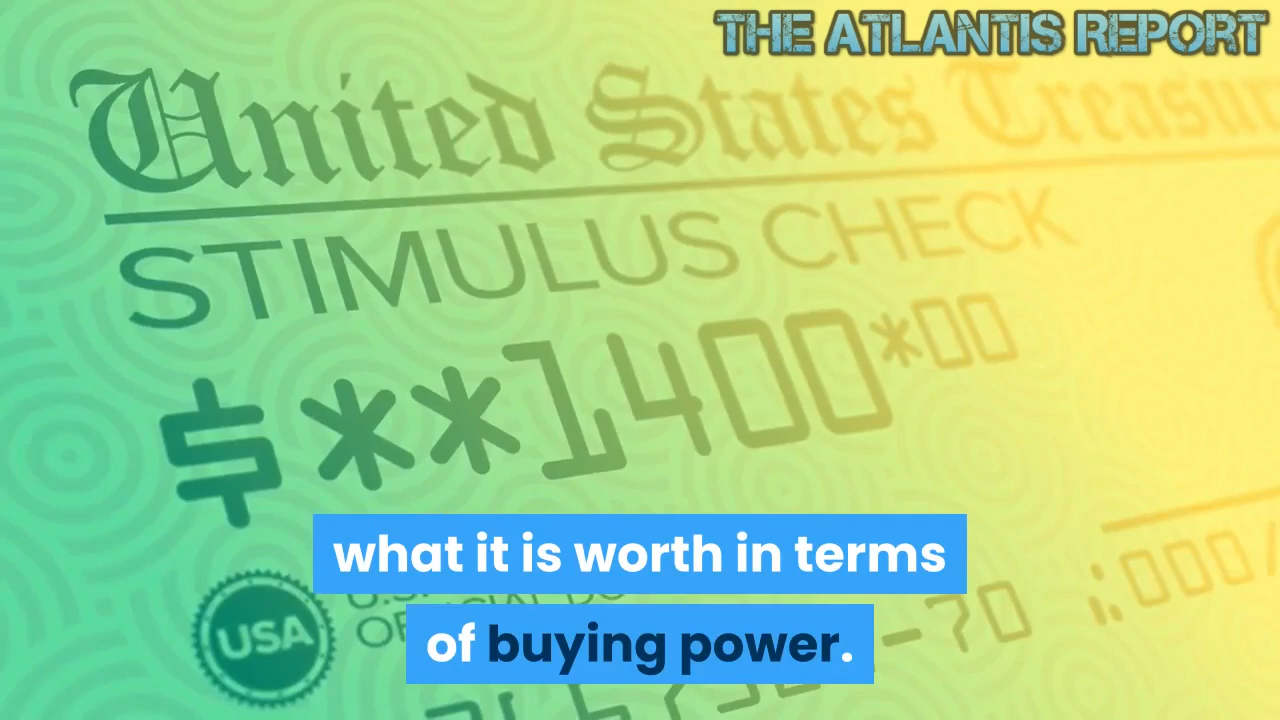 THE ATLANTIS REPORT
United States Treasur
STIMULUS CHECK
$**1400*00
what it is worth in terms
of buying power.
USA